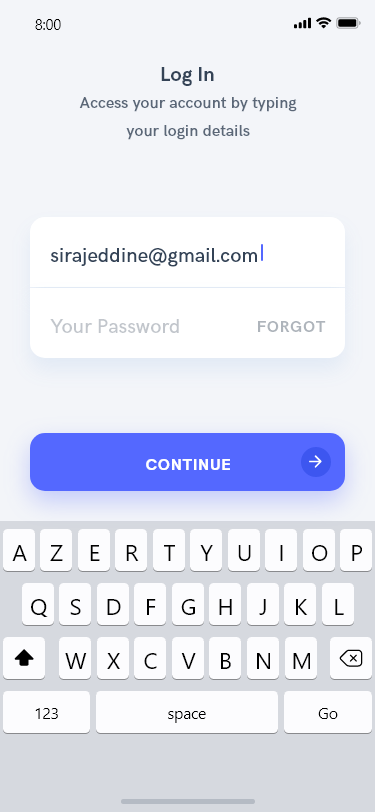 8:00
Log In
Access your account by typing
your login details
sirajeddine@gmail.com
Your Password FORGOT
CONTINUE
A Z E R T Y U I O P
Q S D F G H J K L
W X C V B N M
123 space Go